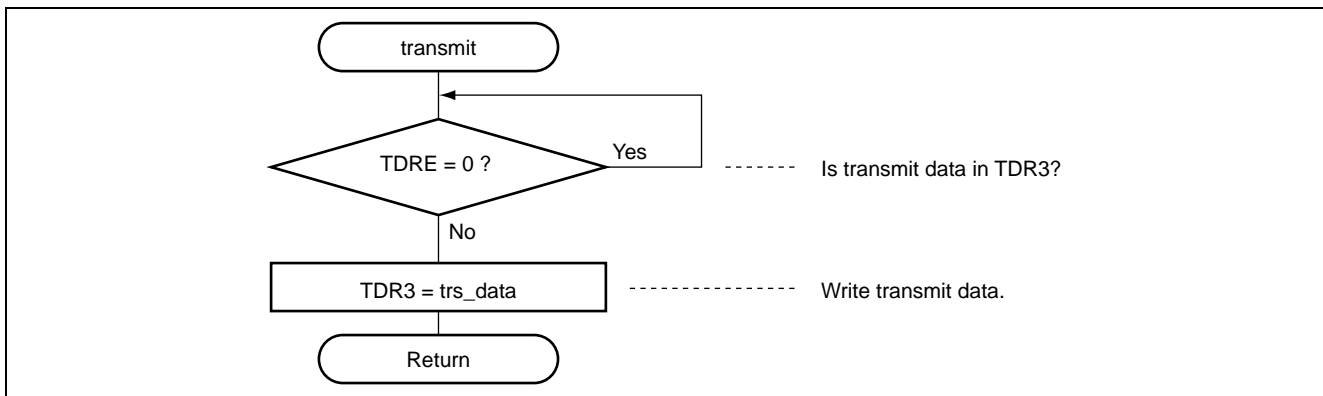 transmit
TDRE = 0 ?
Yes
Is transmit data in TDR3?
No
TDR3 = trs_data
Write transmit data.
Return